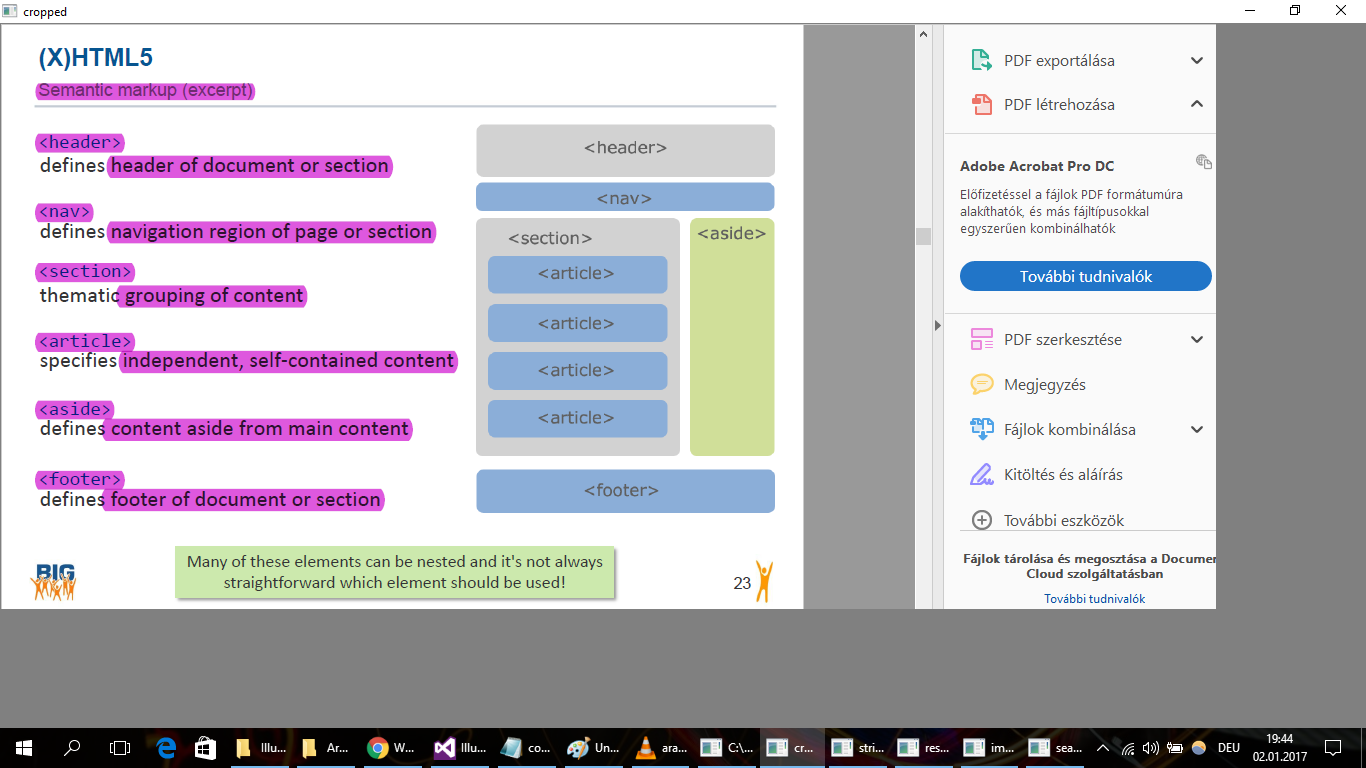 cropped
(X)HTML5
Semantic markup (excerpt)
<header>
defines header of document or section
<nav>
defines navigation region of page or section
<section>
thematic grouping of content
<article>
specifies independent, self-contained content
<aside>
defines content aside from main content
<footer>
defines footer of document or section
<header>
<nav>
<section>
<aside>
<article>
<article>
<article>
<article>
<footer>
Many of these elements can be nested and it's not always
straightforward which element should be used!
BIG
23
PDF exportálása
PDF létrehozása
Adobe Acrobat Pro DC
Előfizetéssel a fájlok PDF formátumúra
alakíthatók, és más fájltípusokkal
egyszerűen kombinálhatók
További tudnivalók
PDF szerkesztése
Megjegyzés
Fájlok kombinálása
Kitöltés és aláírás
További eszközök
Fájlok tárolása és megosztása a Documen
Cloud szolgáltatásban
További tudnivalók
Illu... Ar... W... Illu... co... Un... ara... C:\... cr... stri... res... im... sea... DEU 19:44
02.01.2017